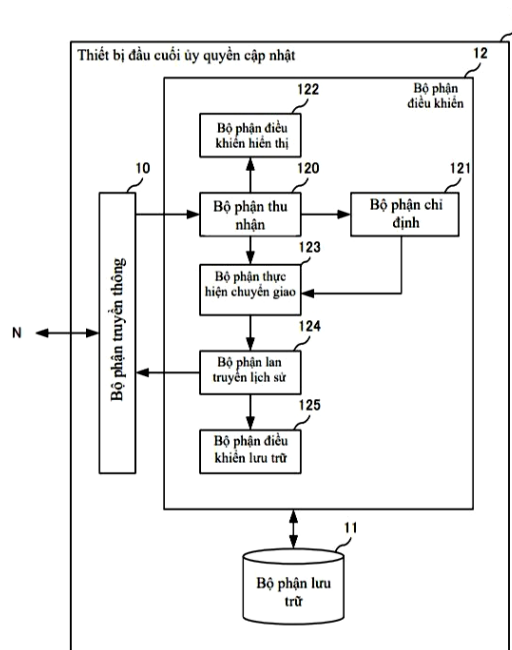 Thiết bị đầu cuối ủy quyền cập nhật
12
Bộ phận
điều khiển
122
Bộ phận điều
khiển hiển thị
10
120
121
Bộ phận thu
nhận
Bộ phận chỉ
định
123
Bộ phận thực
hiện chuyển giao
N
Bộ phận truyền thông
124
Bộ phận lan
truyền lịch sử
125
Bộ phận điều
khiển lưu trữ
11
Bộ phận lưu
trữ